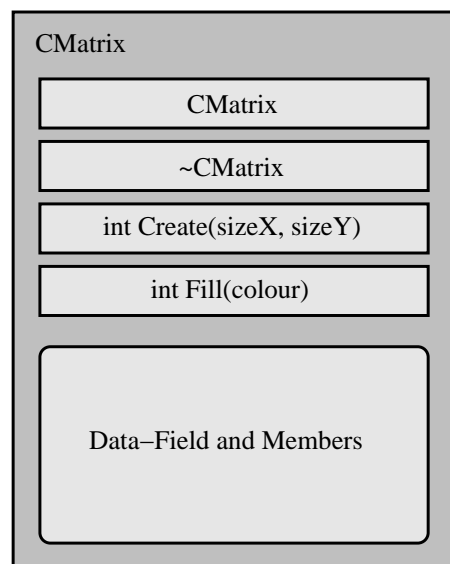 CMatrix
CMatrix
~CMatrix
int Create(sizeX, sizeY)
int Fill(colour)
Data−Field and Members